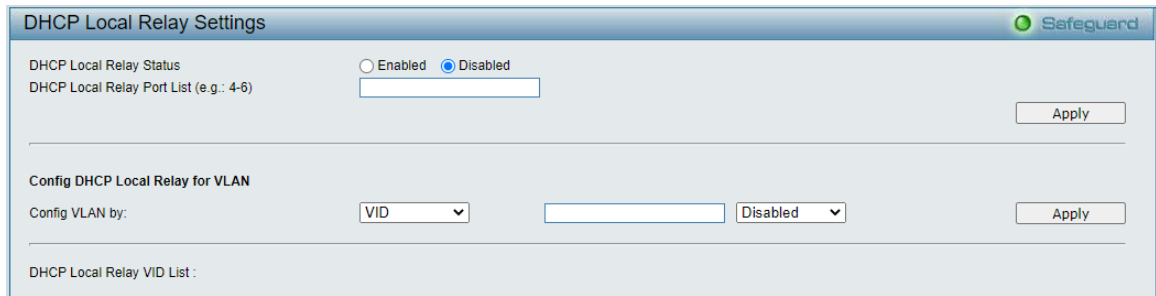 DHCP Local Relay Settings
Safeguard
DHCP Local Relay Status Enabled Disabled
DHCP Local Relay Port List (e.g.: 4-6)
Apply
Config DHCP Local Relay for VLAN
Config VLAN by: VID Disabled Apply
DHCP Local Relay VID List :